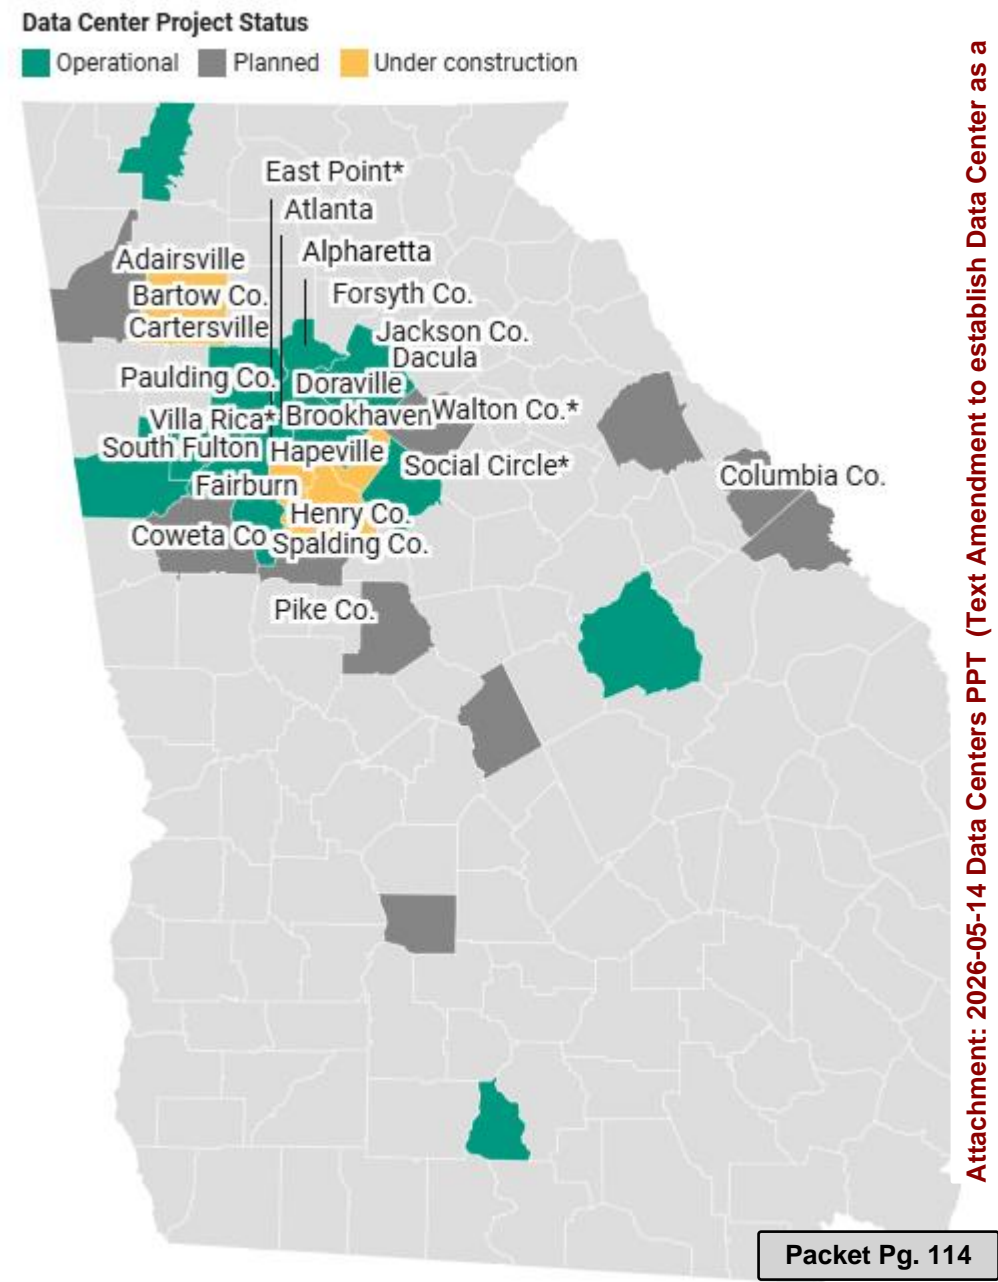 Data Center Project Status
Operational Planned Under construction
East Point*
Atlanta
Alpharetta
Adairsville
Forsyth Co.
Bartow Co.
Cartersville
Jackson Co.
Dacula
Paulding Co.
Doraville
Villa Rica*
Brookhaven
Walton Co.*
South Fulton
Hapeville
Social Circle*
Columbia Co.
Fairburn
Henry Co.
Coweta Co
Spalding Co.
Pike Co.
Attachment: 2026-05-14 Data Centers PPT (Text Amendment to establish Data Center as a
Packet Pg. 114